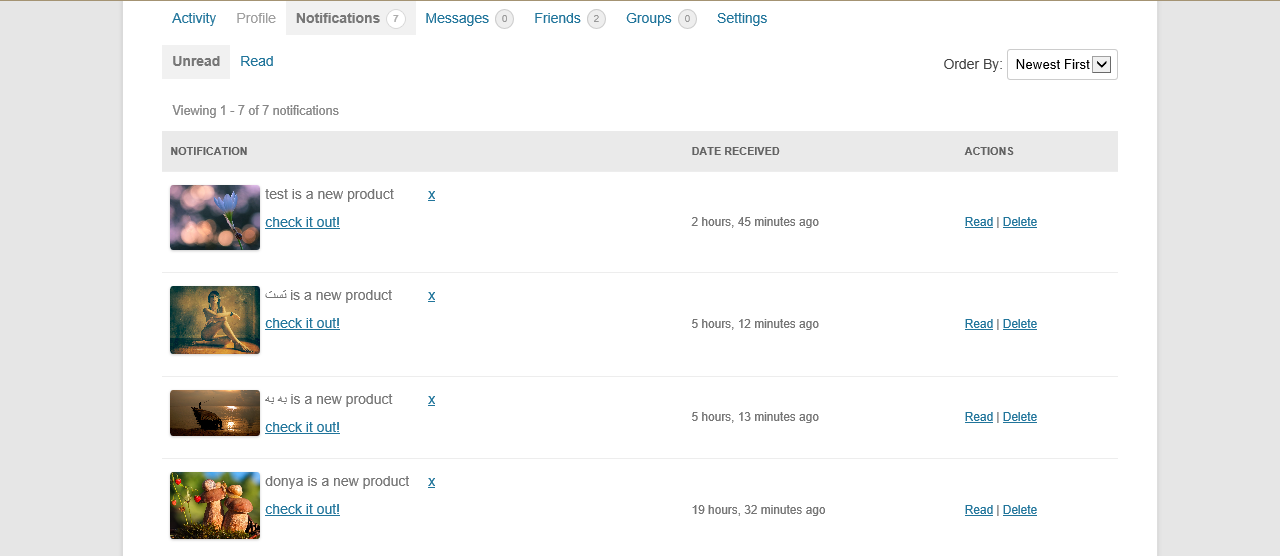 Activity Profile Notifications 7 Messages 0 Friends 2 Groups 0 Settings
Unread Read
Order By: Newest First
Viewing 1 - 7 of 7 notifications
NOTIFICATION DATE RECEIVED ACTIONS
test is a new product x
check it out!
2 hours, 45 minutes ago Read | Delete
تست is a new product x
check it out!
5 hours, 12 minutes ago Read | Delete
به به is a new product x
check it out!
5 hours, 13 minutes ago Read | Delete
donya is a new product x
check it out!
19 hours, 32 minutes ago Read | Delete